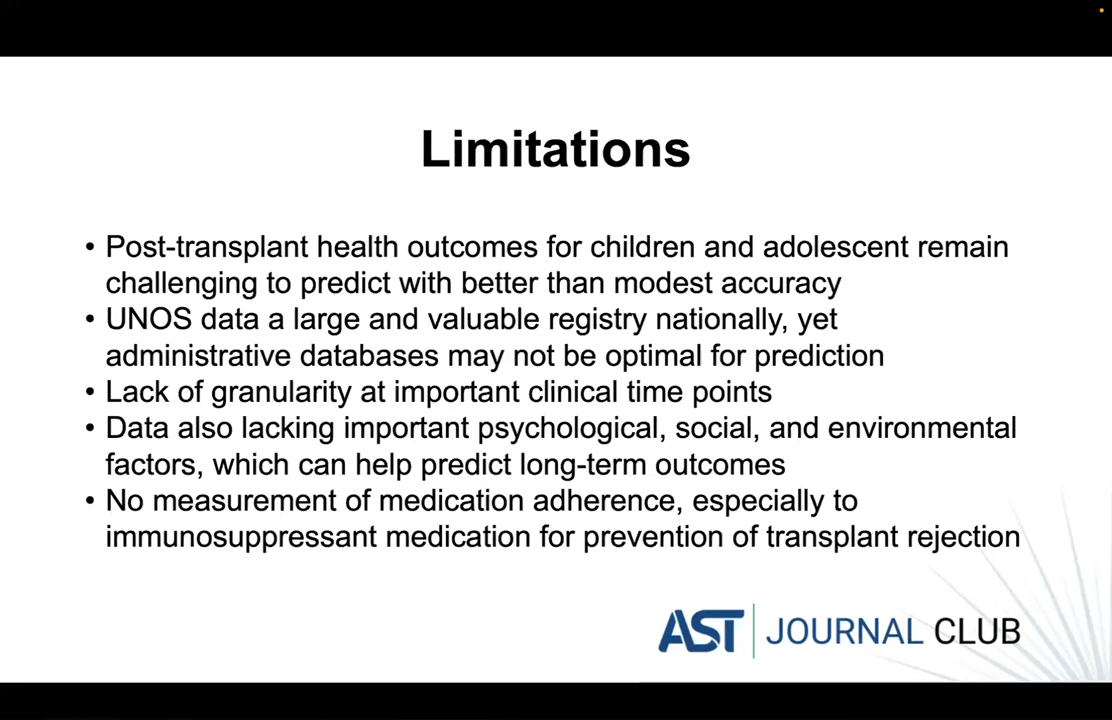 Limitations
• Post-transplant health outcomes for children and adolescent remain
challenging to predict with better than modest accuracy
• UNOS data a large and valuable registry nationally, yet
administrative databases may not be optimal for prediction
• Lack of granularity at important clinical time points
• Data also lacking important psychological, social, and environmental
factors, which can help predict long-term outcomes
• No measurement of medication adherence, especially to
immunosuppressant medication for prevention of transplant rejection
AST JOURNAL CLUB